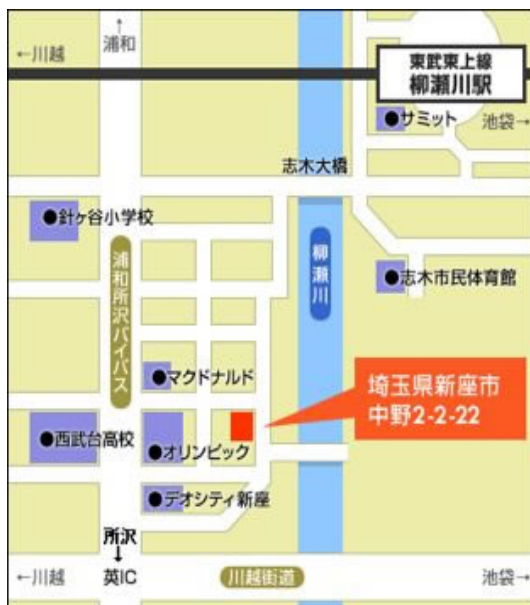 ↑
浦和
←川越
東武東上線
柳瀬川駅
●サミット
池袋→
志木大橋
●針ヶ谷小学校
浦和所沢バイパス
柳瀬川
●志木市民体育館
●マクドナルド
埼玉県新座市
中野2-2-22
●西武台高校
●オリンピック
●デオシティ新座
所沢
↓
←川越
英IC
川越街道
池袋→